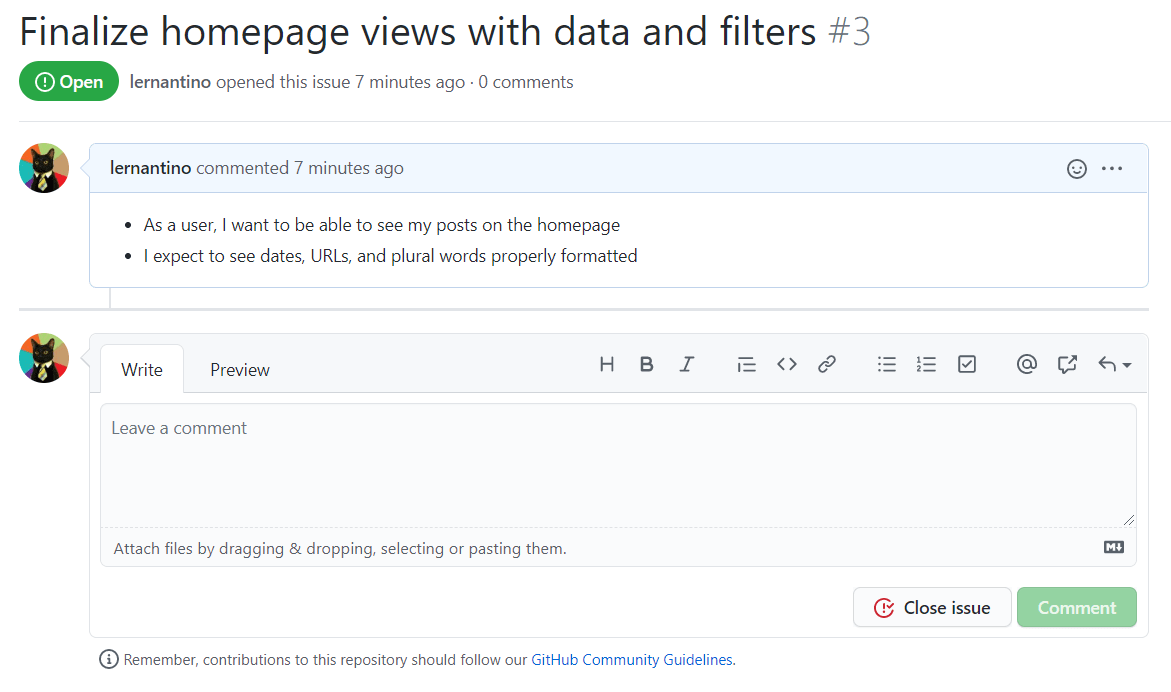 Finalize homepage views with data and filters #3
Open lernantino opened this issue 7 minutes ago · 0 comments
lernantino commented 7 minutes ago
• As a user, I want to be able to see my posts on the homepage
• I expect to see dates, URLs, and plural words properly formatted
Write Preview
Leave a comment
Attach files by dragging & dropping, selecting or pasting them.
Close issue Comment
Remember, contributions to this repository should follow our GitHub Community Guidelines.